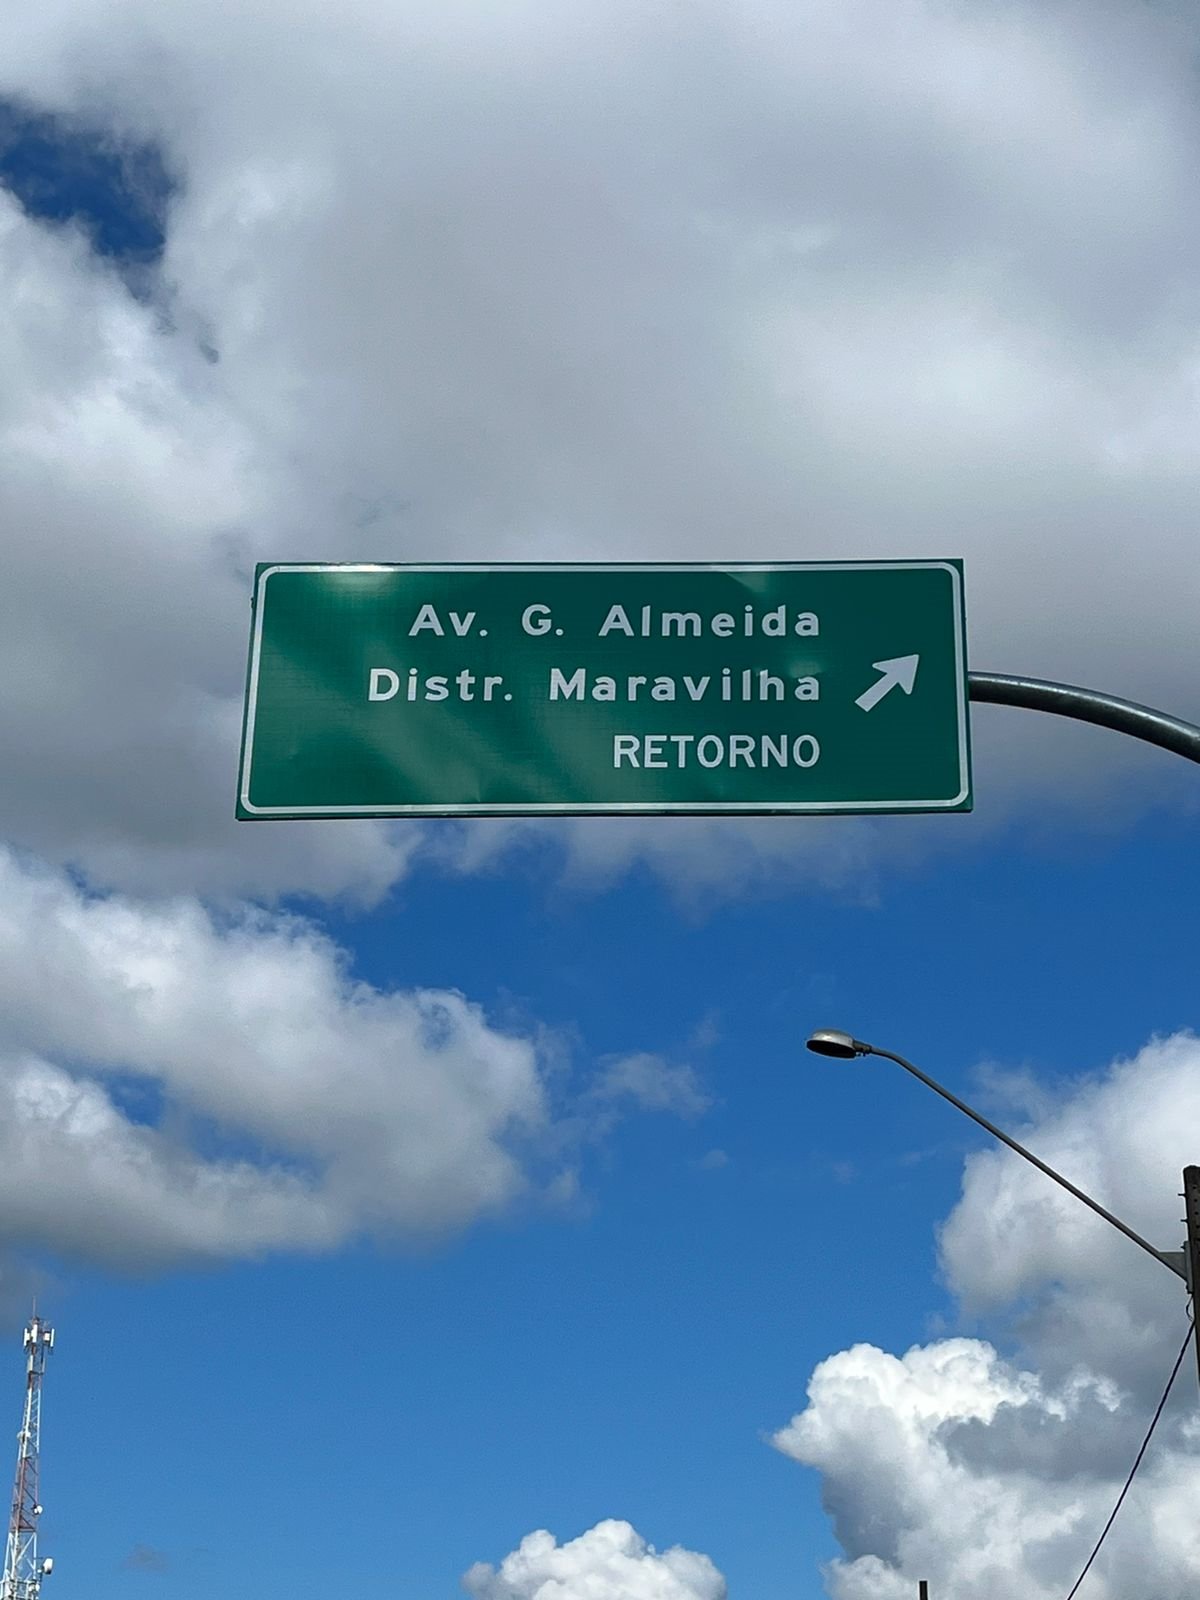 Av. G. Almeida
Distr. Maravilha
RETORNO